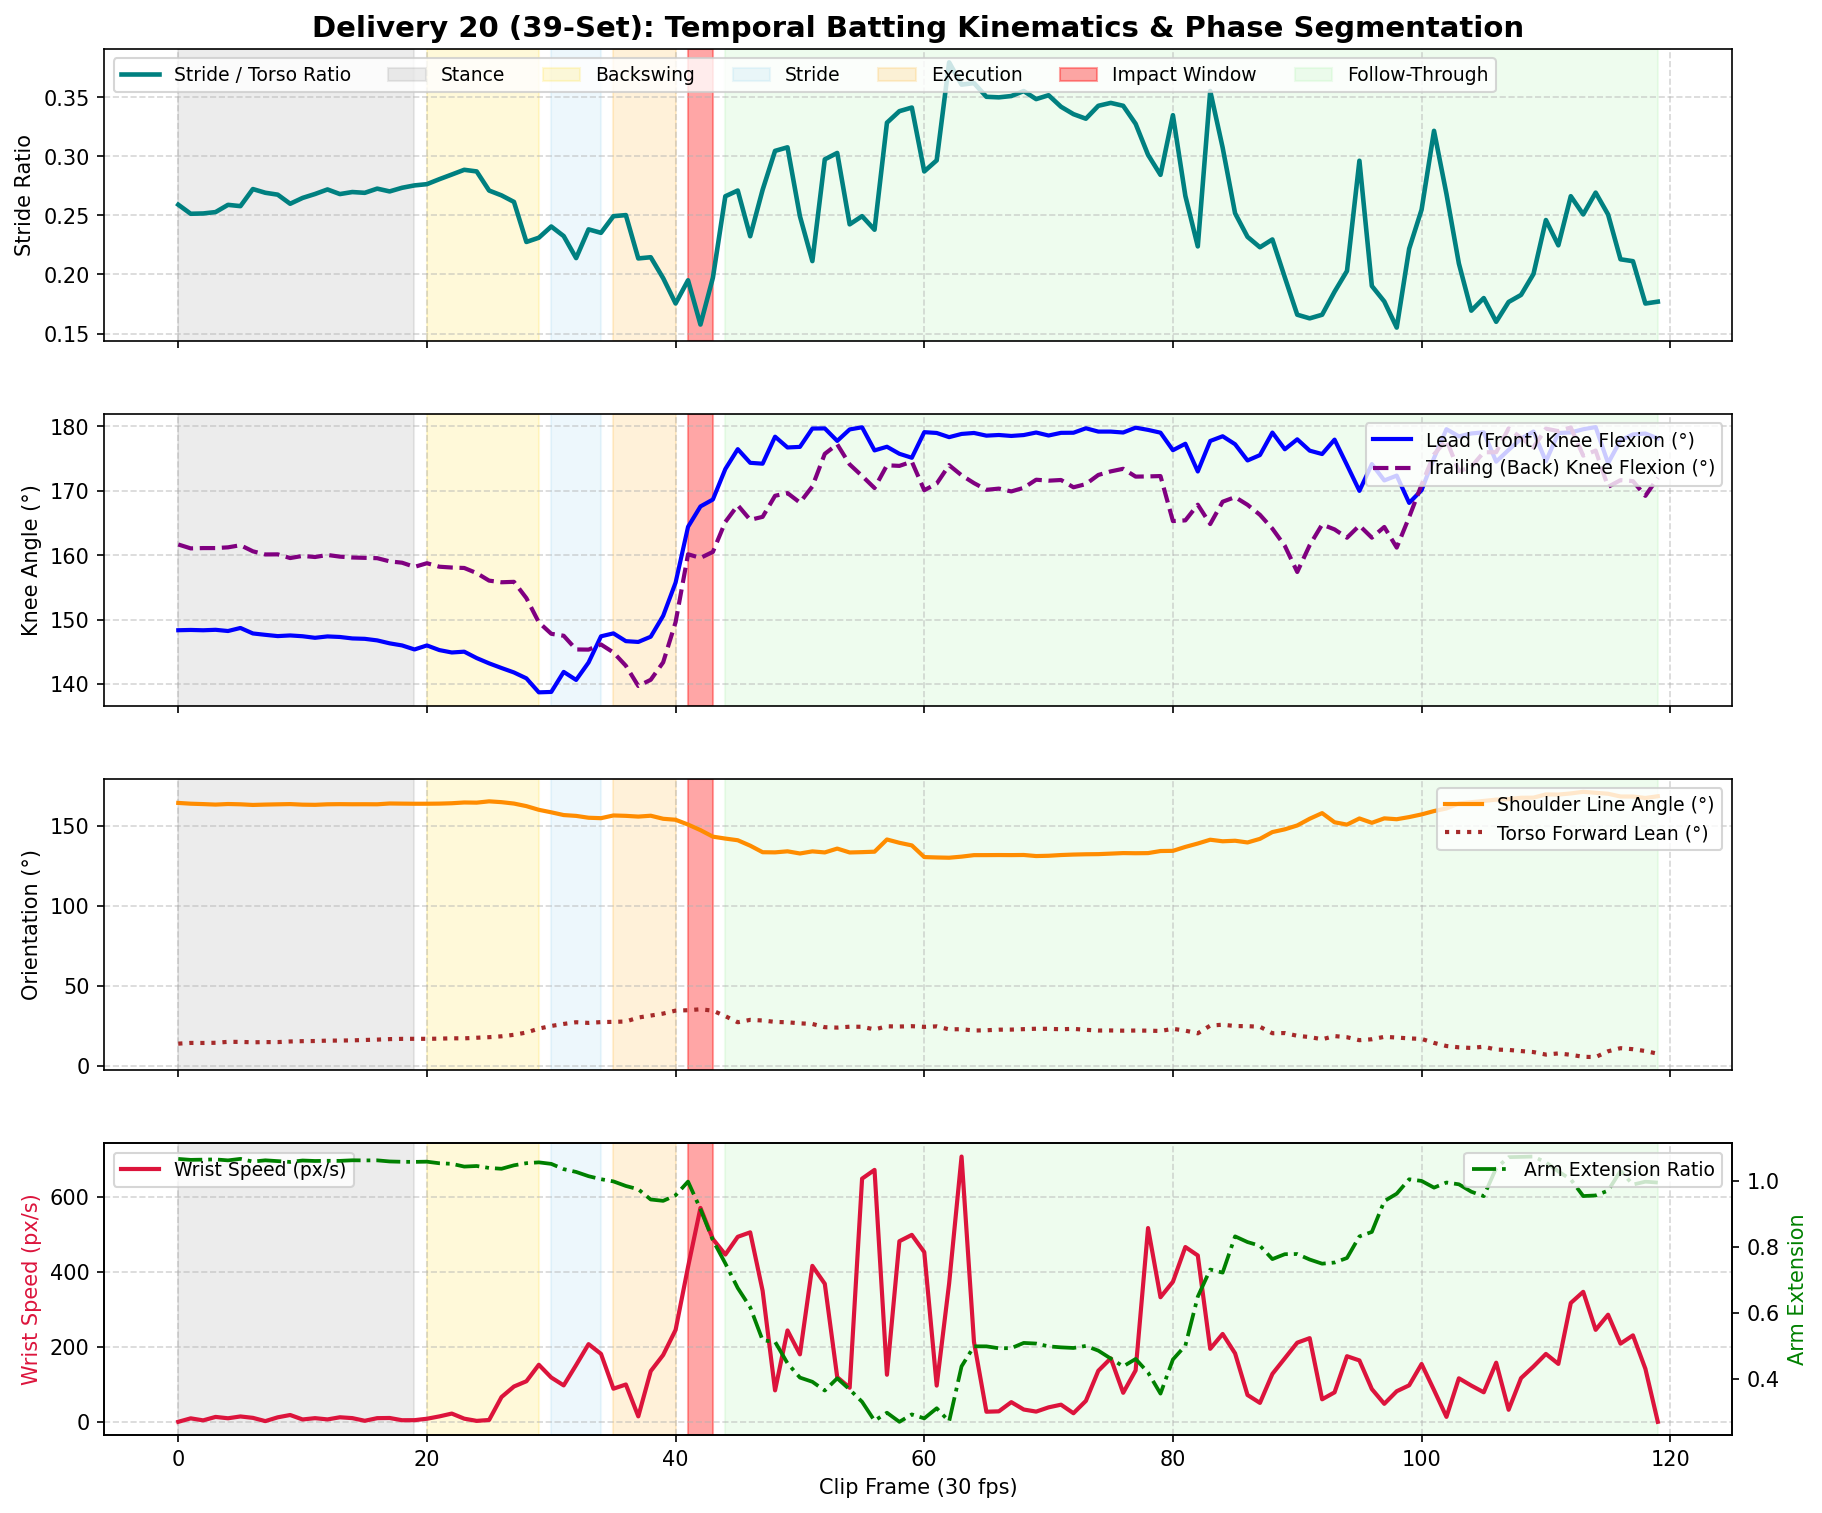 Delivery 20 (39-Set): Temporal Batting Kinematics & Phase Segmentation
Stride / Torso Ratio Stance Backswing Stride Execution Impact Window Follow-Through
Stride Ratio
0.35
0.30
0.25
0.20
0.15
Knee Angle (°)
180
170
160
150
140
Lead (Front) Knee Flexion (°)
Trailing (Back) Knee Flexion (°)
Orientation (°)
150
100
50
0
Shoulder Line Angle (°)
Torso Forward Lean (°)
Wrist Speed (px/s)
600
400
200
0
Wrist Speed (px/s)
Arm Extension Ratio
1.0
0.8
0.6
0.4
Arm Extension
0 20 40 60 80 100 120
Clip Frame (30 fps)